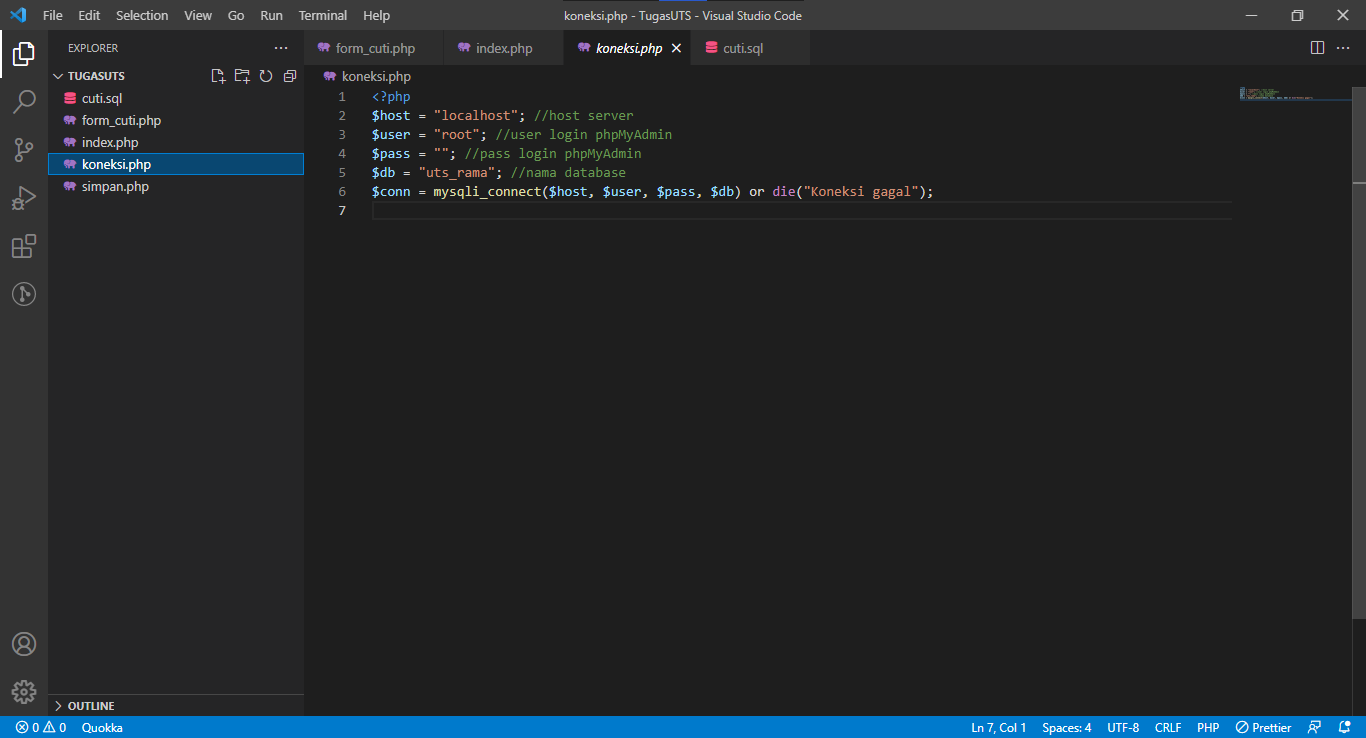 File Edit Selection View Go Run Terminal Help koneksi.php - TugasUTS - Visual Studio Code
EXPLORER
TUGASUTS
cuti.sql
form_cuti.php
index.php
koneksi.php
simpan.php
OUTLINE
form_cuti.php index.php koneksi.php cuti.sql
koneksi.php
1 <?php
2 $host = "localhost"; //host server
3 $user = "root"; //user login phpMyAdmin
4 $pass = ""; //pass login phpMyAdmin
5 $db = "uts_rama"; //nama database
6 $conn = mysqli_connect($host, $user, $pass, $db) or die("Koneksi gagal");
7
0 0 Quokka Ln 7, Col 1 Spaces: 4 UTF-8 CRLF PHP Prettier